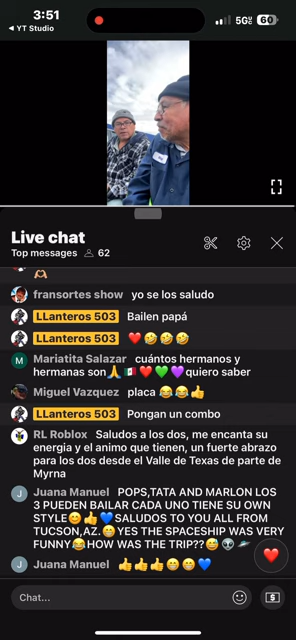 3:51
5G
60
◀ YT Studio
Live chat
Top messages 62
fransortes show yo se los saludo
LLanteros 503 Bailen papá
LLanteros 503 ❤️🤣🤣🤣
Mariatita Salazar cuántos hermanos y
hermanas son🙏🇲🇽❤️💚💜quiero saber
Miguel Vazquez placa 😂😂👍
LLanteros 503 Pongan un combo
RL Roblox Saludos a los dos, me encanta su
energia y el animo que tienen, un fuerte abrazo
para los dos desde el Valle de Texas de parte de
Myrna
J Juana Manuel POPS,TATA AND MARLON LOS
3 PUEDEN BAILAR CADA UNO TIENE SU OWN
STYLE😊👍💙SALUDOS TO YOU ALL FROM
TUCSON,AZ.😁YES THE SPACESHIP WAS VERY
FUNNY😂HOW WAS THE TRIP??😅👽🛸
J Juana Manuel 👍👍👍😁😁💙
Chat...